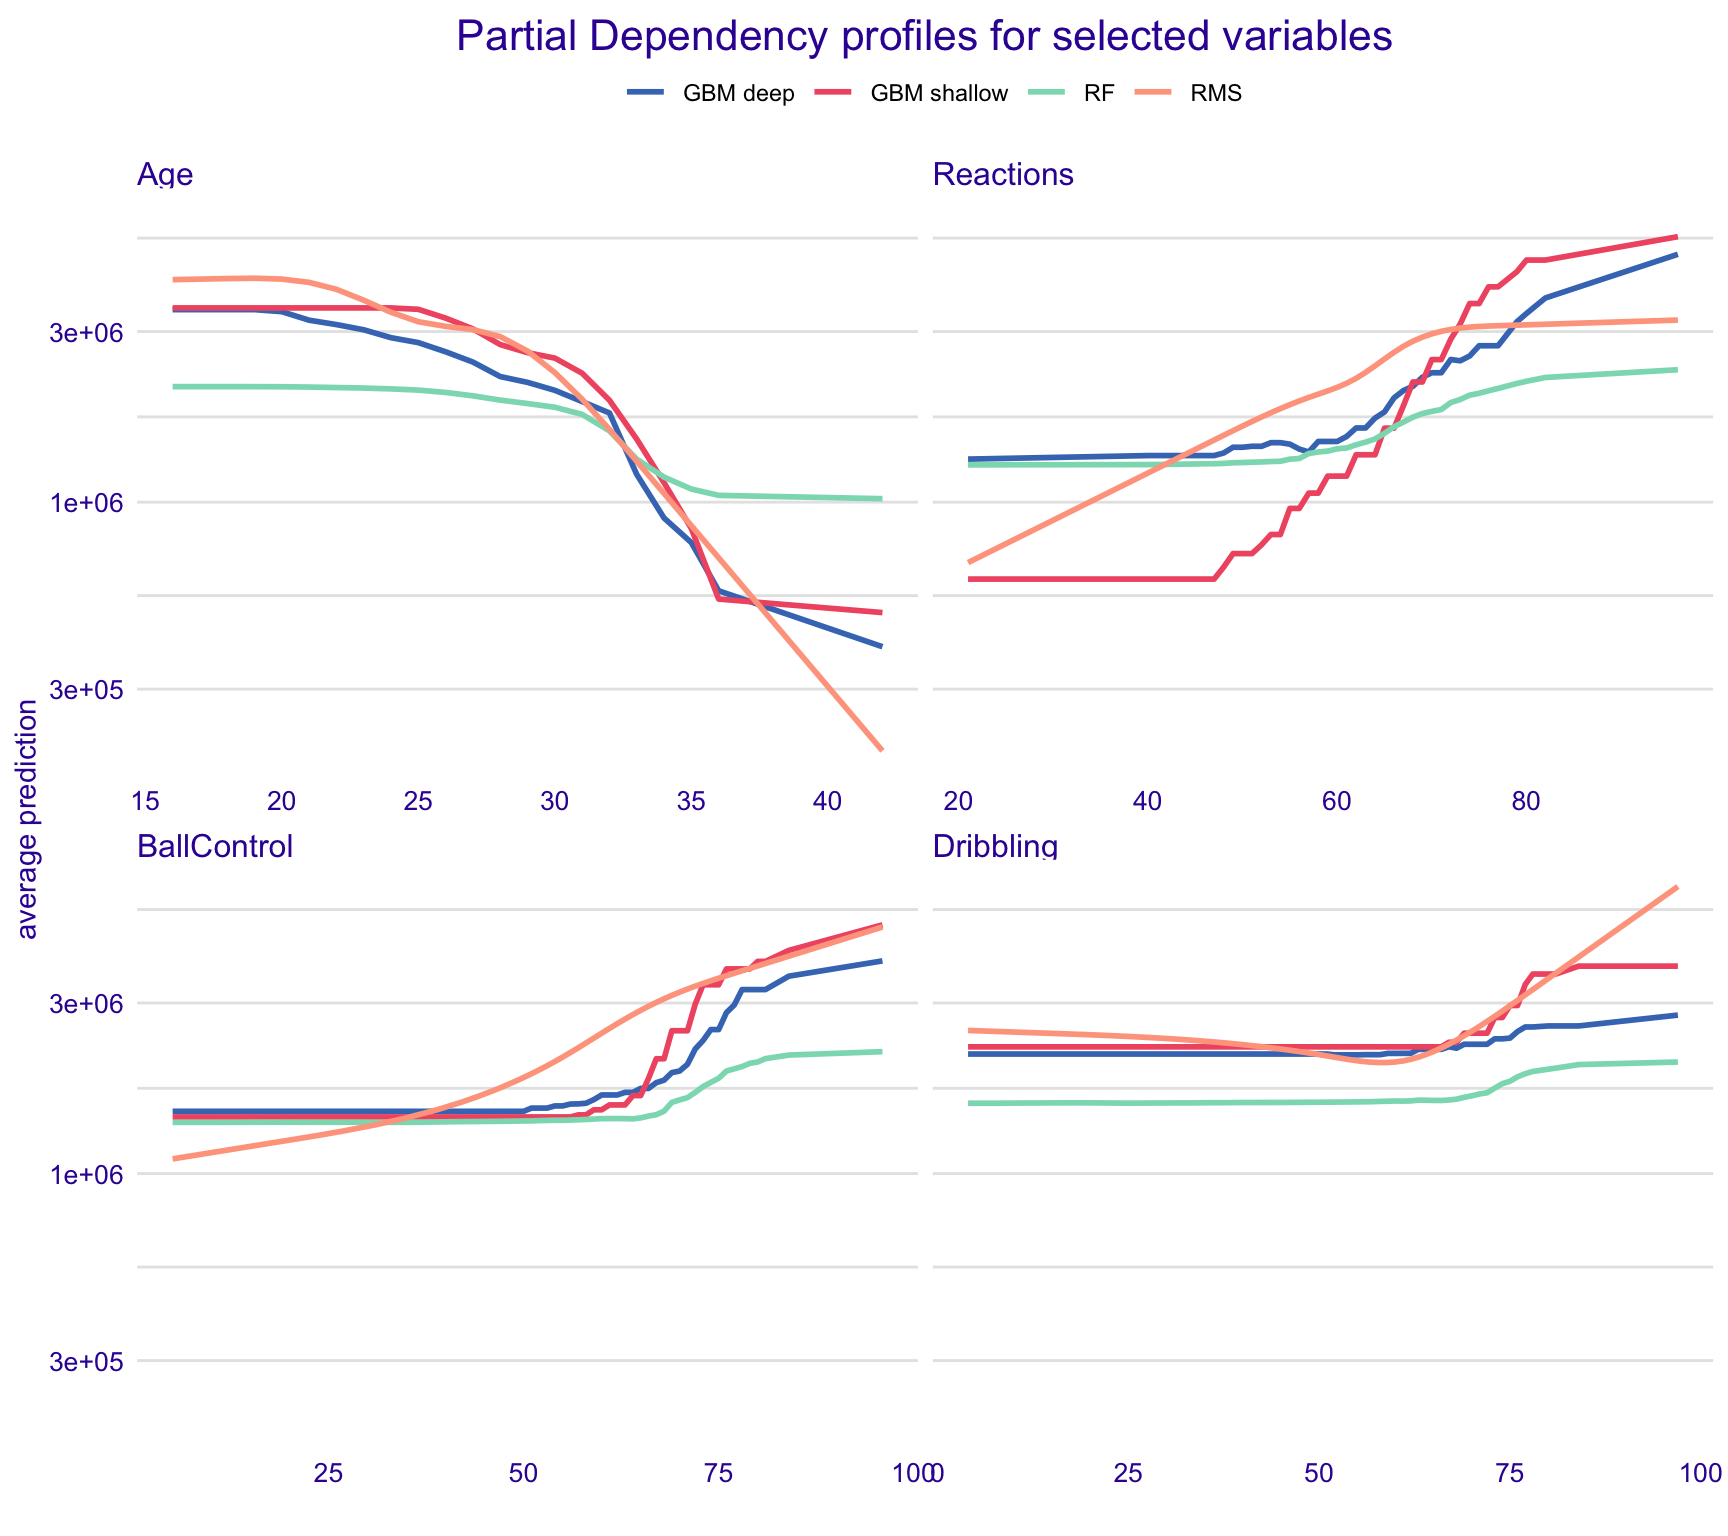 Partial Dependency profiles for selected variables
GBM deep GBM shallow RF RMS
Age Reactions
3e+06
1e+06
3e+05
15 20 25 30 35 40 20 40 60 80
average prediction
BallControl Dribbling
3e+06
1e+06
3e+05
25 50 75 100 0 25 50 75 100